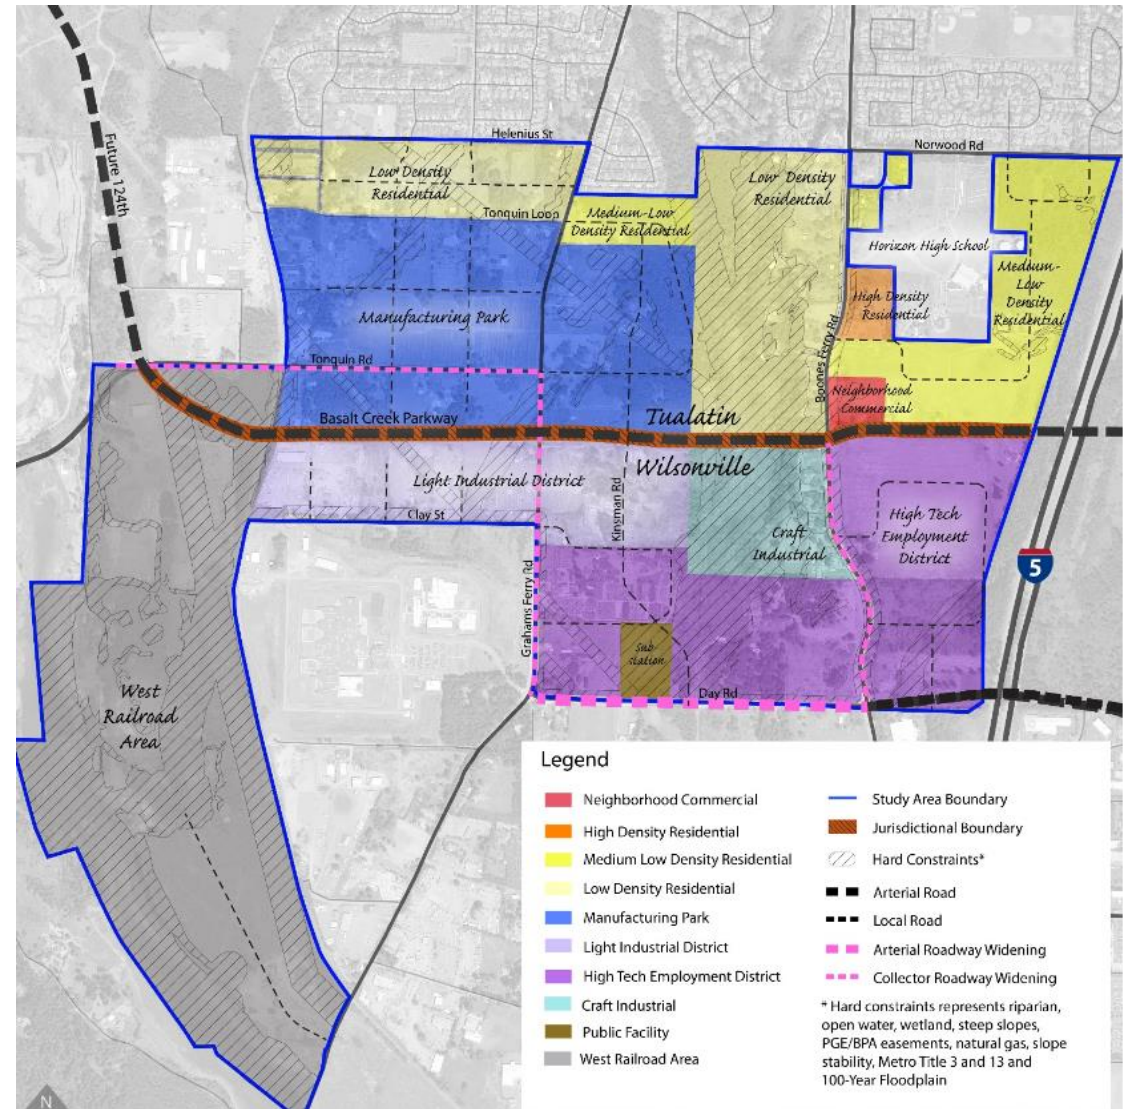 Helenius St
Norwood Rd
Future 124th
Low Density
Residential
Low Density
Residential
Tonquin Loop
Medium-Low
Density Residential
Horizon High School
Medium-
Low
Density
Residential
High Density
Residential
Manufacturing Park
Boones Ferry Rd
Tonquin Rd
Neighborhood
Commercial
Basalt Creek Parkway
Tualatin
Wilsonville
Light Industrial District
Kinsman Rd
Clay St
High Tech
Employment
District
Craft
Industrial
5
Grahams Ferry Rd
Sub
station
West
Railroad
Area
Day Rd
Legend
Neighborhood Commercial
High Density Residential
Medium Low Density Residential
Low Density Residential
Manufacturing Park
Light Industrial District
High Tech Employment District
Craft Industrial
Public Facility
West Railroad Area
Study Area Boundary
Jurisdictional Boundary
Hard Constraints*
Arterial Road
Local Road
Arterial Roadway Widening
Collector Roadway Widening
* Hard constraints represents riparian,
open water, wetland, steep slopes,
PGE/BPA easements, natural gas, slope
stability, Metro Title 3 and 13 and
100-Year Floodplain
N